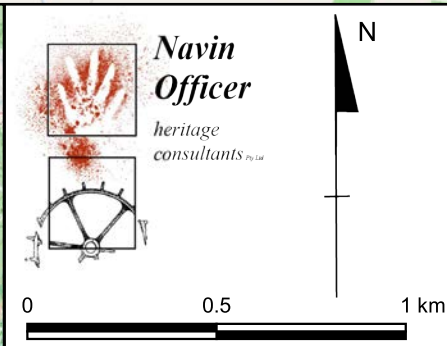 Navin
Officer
heritage
consultants Pty Ltd
N
0 0.5 1 km